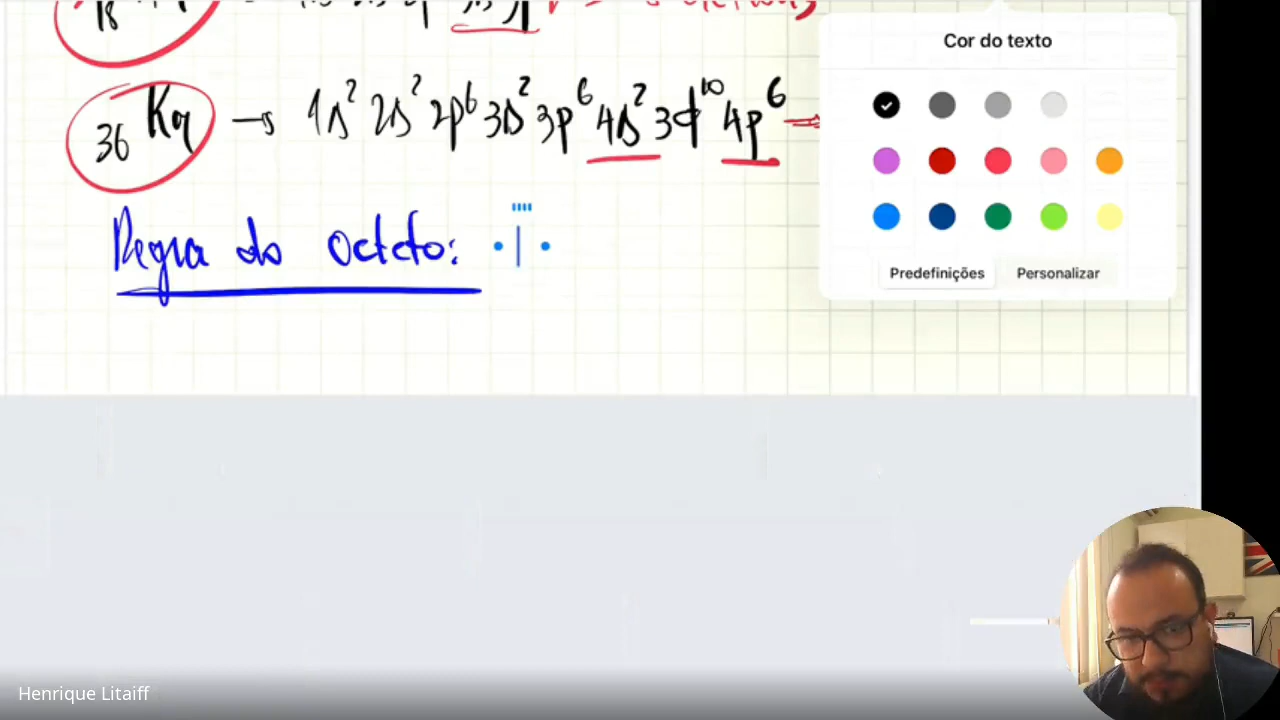 18
Cor do texto
36 Kr → 1s² 2s² 2p⁶ 3s² 3p⁶ 4s² 3d¹⁰ 4p⁶ →
Regra do Octeto:
Predefinições Personalizar
Henrique Litaiff